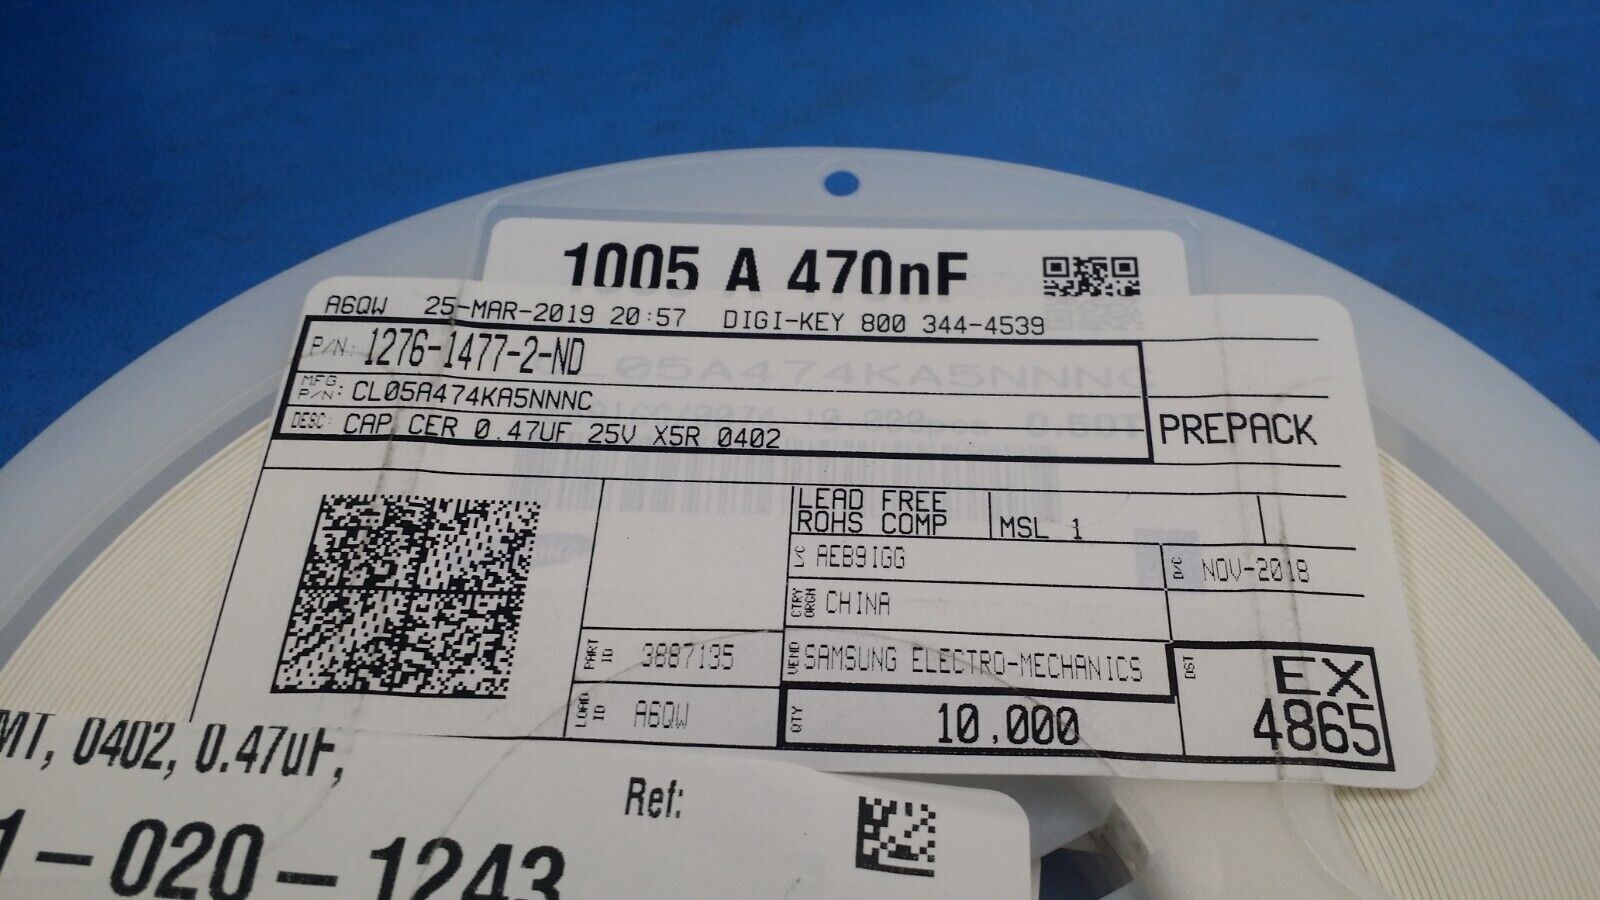 1005 A 470nF
A6QW 25-MAR-2019 20:57 DIGI-KEY 800 344-4539
P/N: 1276-1477-2-ND
CL05A474KA5NNNC
MFG P/N: CL05A474KA5NNNC
DESC: CAP CER 0.47UF 25V X5R 0402
PREPACK
10,000pcs
LEAD FREE
ROHS COMP
MSL 1
L/C AEB9IGG
D/C NOV-2018
CTRY ORGN CHINA
PART ID 3887135
VEND SAMSUNG ELECTRO-MECHANICS
DST EX
4865
LOAD ID A6QW
QTY 10,000
MT, 0402, 0.47uF,
Ref:
1-020-1243